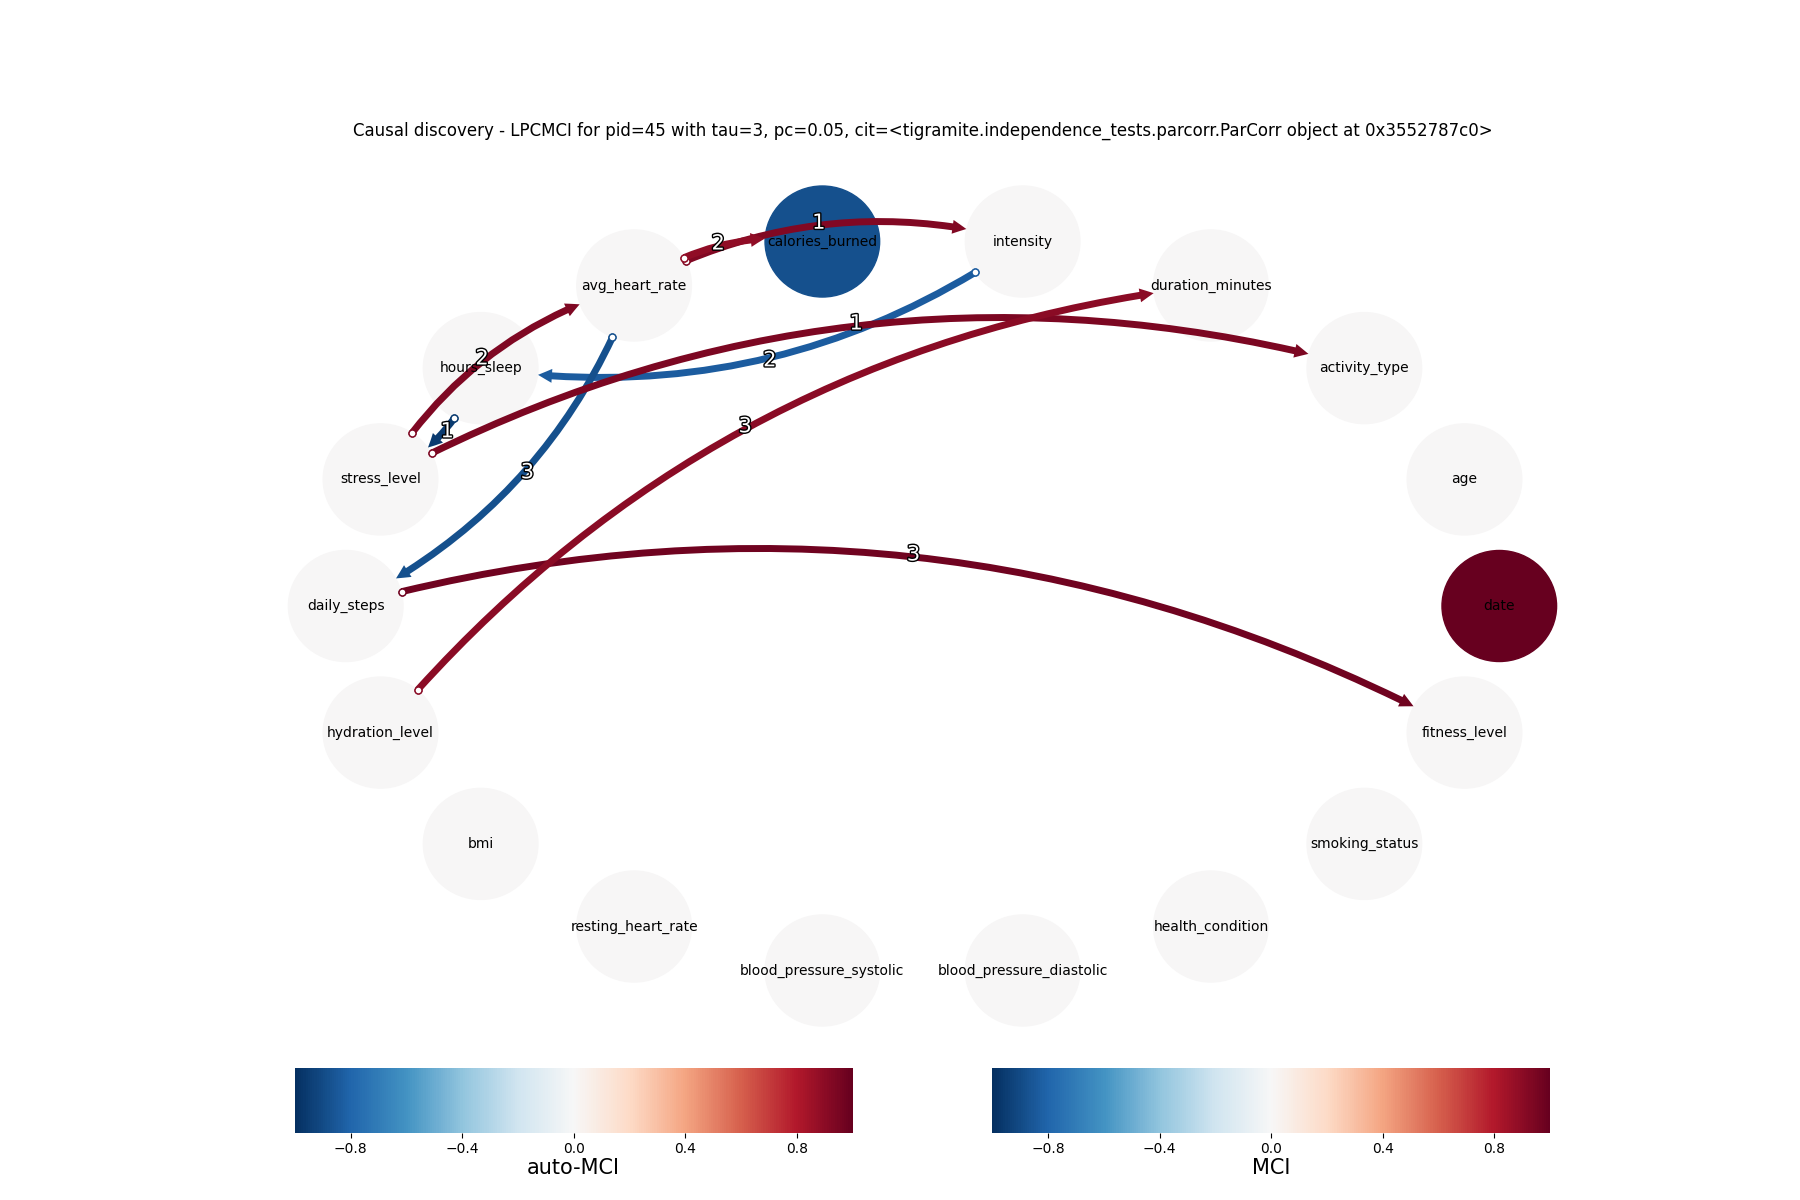 Causal discovery - LPCMCI for pid=45 with tau=3, pc=0.05, cit=<tigramite.independence_tests.parcorr.ParCorr object at 0x3552787c0>
1
2
calories_burned
intensity
avg_heart_rate
duration_minutes
1
2
2
hours_sleep
activity_type
3
1
3
stress_level
age
3
daily_steps
date
hydration_level
fitness_level
bmi
smoking_status
resting_heart_rate
health_condition
blood_pressure_systolic
blood_pressure_diastolic
−0.8 −0.4 0.0 0.4 0.8
auto-MCI
−0.8 −0.4 0.0 0.4 0.8
MCI